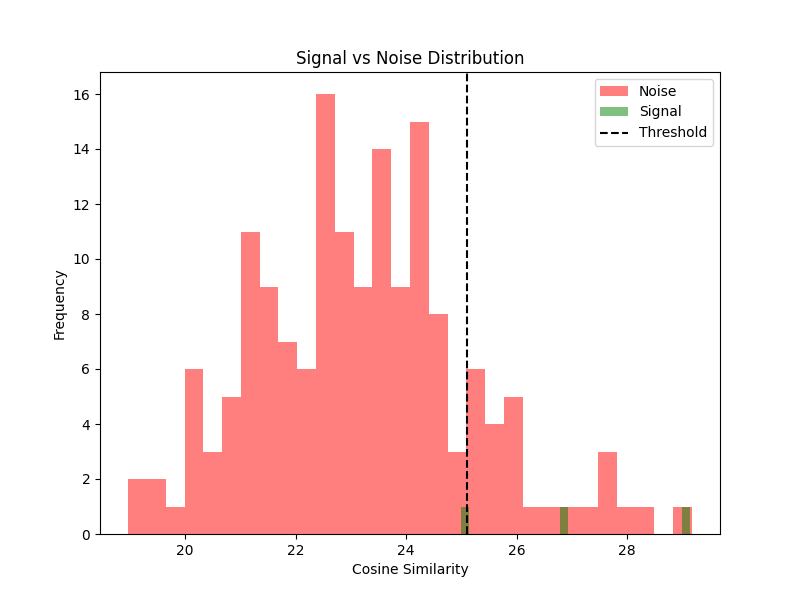 Signal vs Noise Distribution
Noise
Signal
Threshold
16
14
12
10
8
6
4
2
0
Frequency
20
22
24
26
28
Cosine Similarity